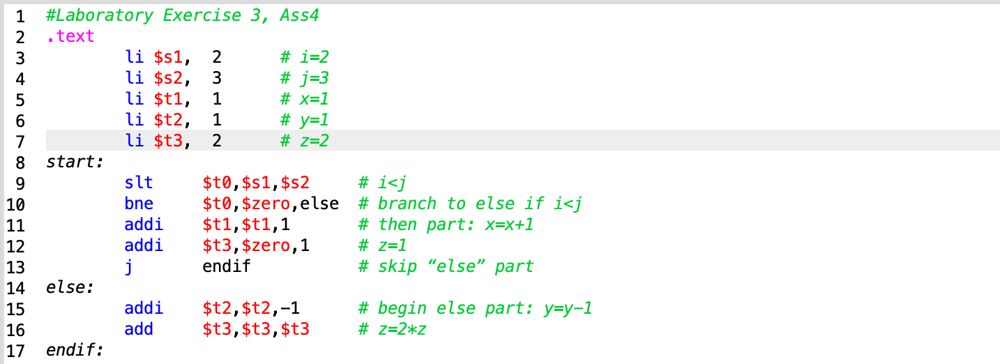 1 #Laboratory Exercise 3, Ass4
2 .text
3 li $s1, 2 # i=2
4 li $s2, 3 # j=3
5 li $t1, 1 # x=1
6 li $t2, 1 # y=1
7 li $t3, 2 # z=2
8 start:
9 slt $t0,$s1,$s2 # i<j
10 bne $t0,$zero,else # branch to else if i<j
11 addi $t1,$t1,1 # then part: x=x+1
12 addi $t3,$zero,1 # z=1
13 j endif # skip “else” part
14 else:
15 addi $t2,$t2,-1 # begin else part: y=y-1
16 add $t3,$t3,$t3 # z=2*z
17 endif: